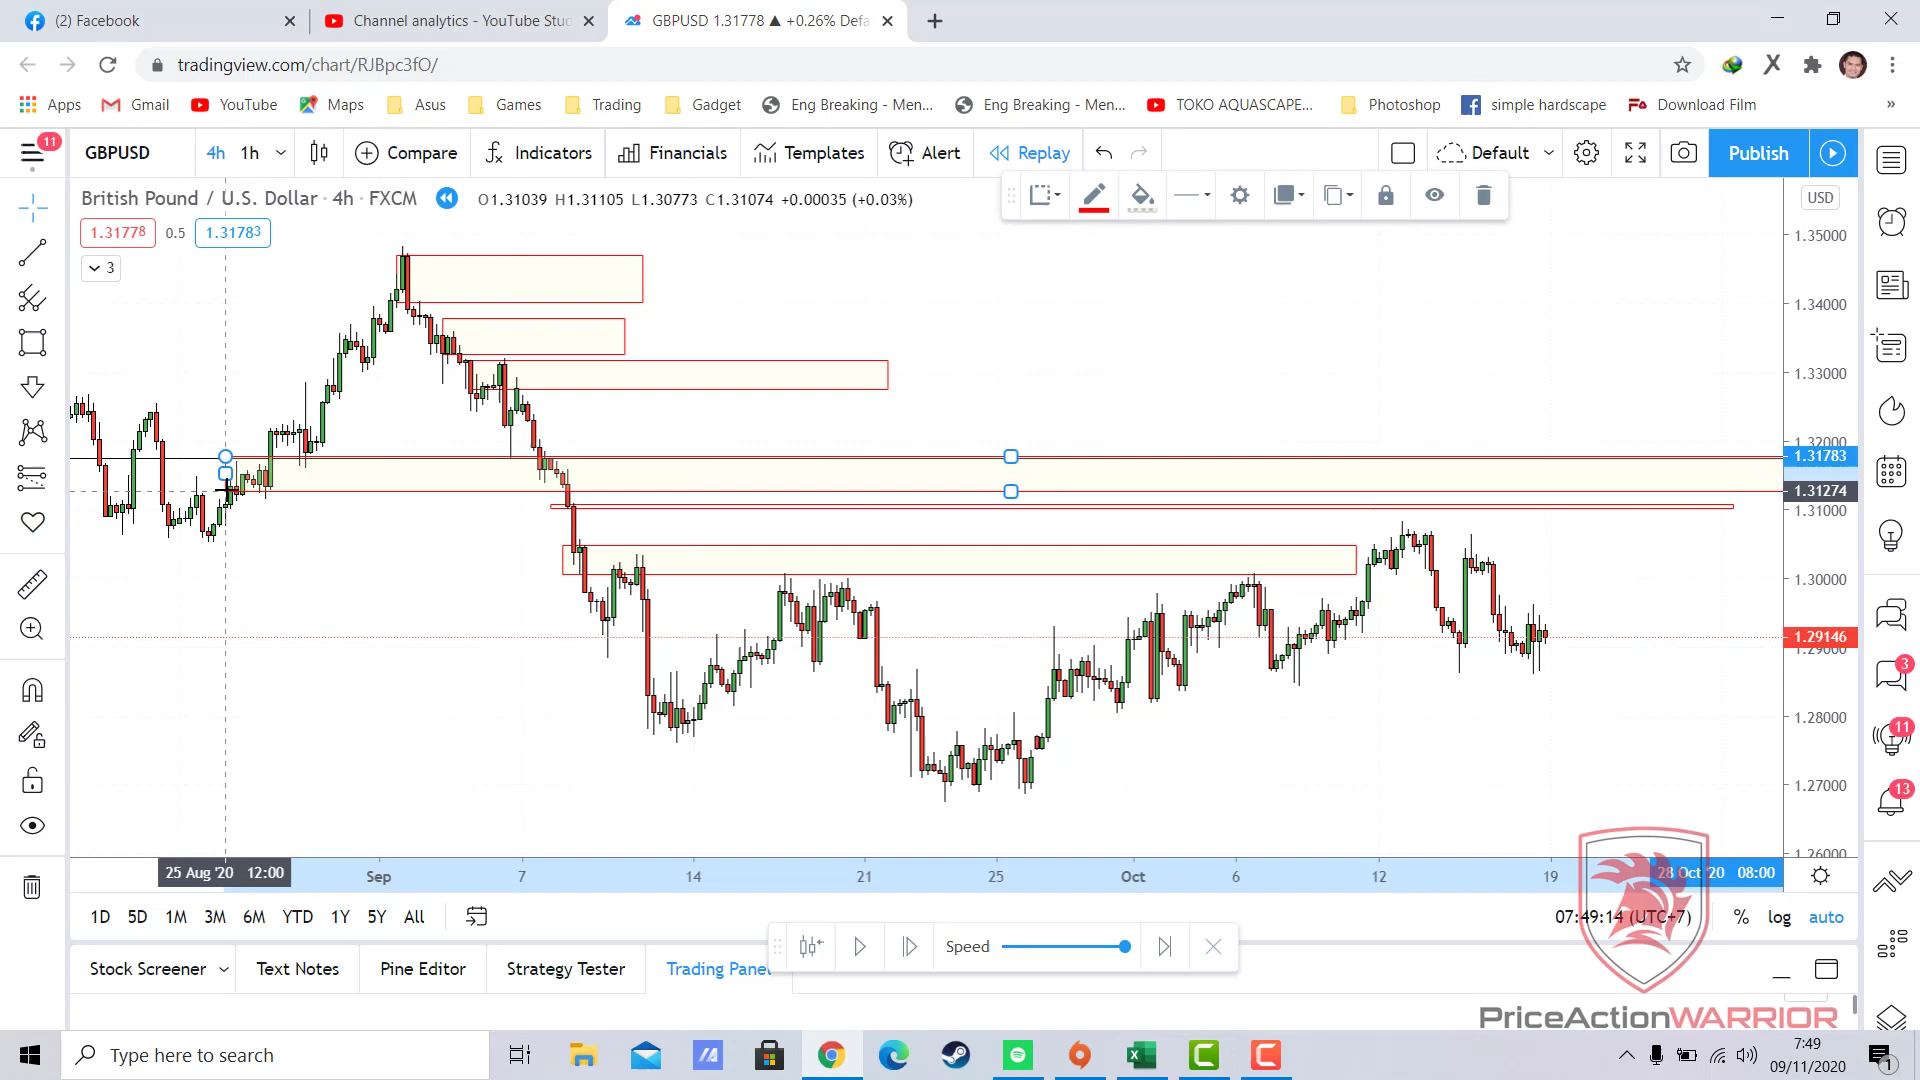 (2) Facebook
Channel analytics - YouTube Stu
GBPUSD 1.31778 ▲ +0.26% Defa
tradingview.com/chart/RJBpc3fO/
Apps
Gmail
YouTube
Maps
Asus
Games
Trading
Gadget
Eng Breaking - Men...
Eng Breaking - Men...
TOKO AQUASCAPE...
Photoshop
simple hardscape
Download Film
»
11
GBPUSD
4h
1h
Compare
Indicators
Financials
Templates
Alert
Replay
Default
Publish
British Pound / U.S. Dollar · 4h · FXCM
O1.31039 H1.31105 L1.30773 C1.31074 +0.00035 (+0.03%)
USD
1.31778
0.5
1.31783
3
1.35000
1.34000
1.33000
1.32000
1.31783
1.31274
1.31000
1.30000
1.29146
1.29000
1.28000
1.27000
1.26000
3
11
13
25 Aug '20 12:00
Sep
7
14
21
25
Oct
6
12
19
28 Oct '20 08:00
1D
5D
1M
3M
6M
YTD
1Y
5Y
All
07:49:14 (UTC+7)
%
log
auto
Speed
Stock Screener
Text Notes
Pine Editor
Strategy Tester
Trading Panel
PriceActionWARRIOR
Type here to search
7:49
09/11/2020
1